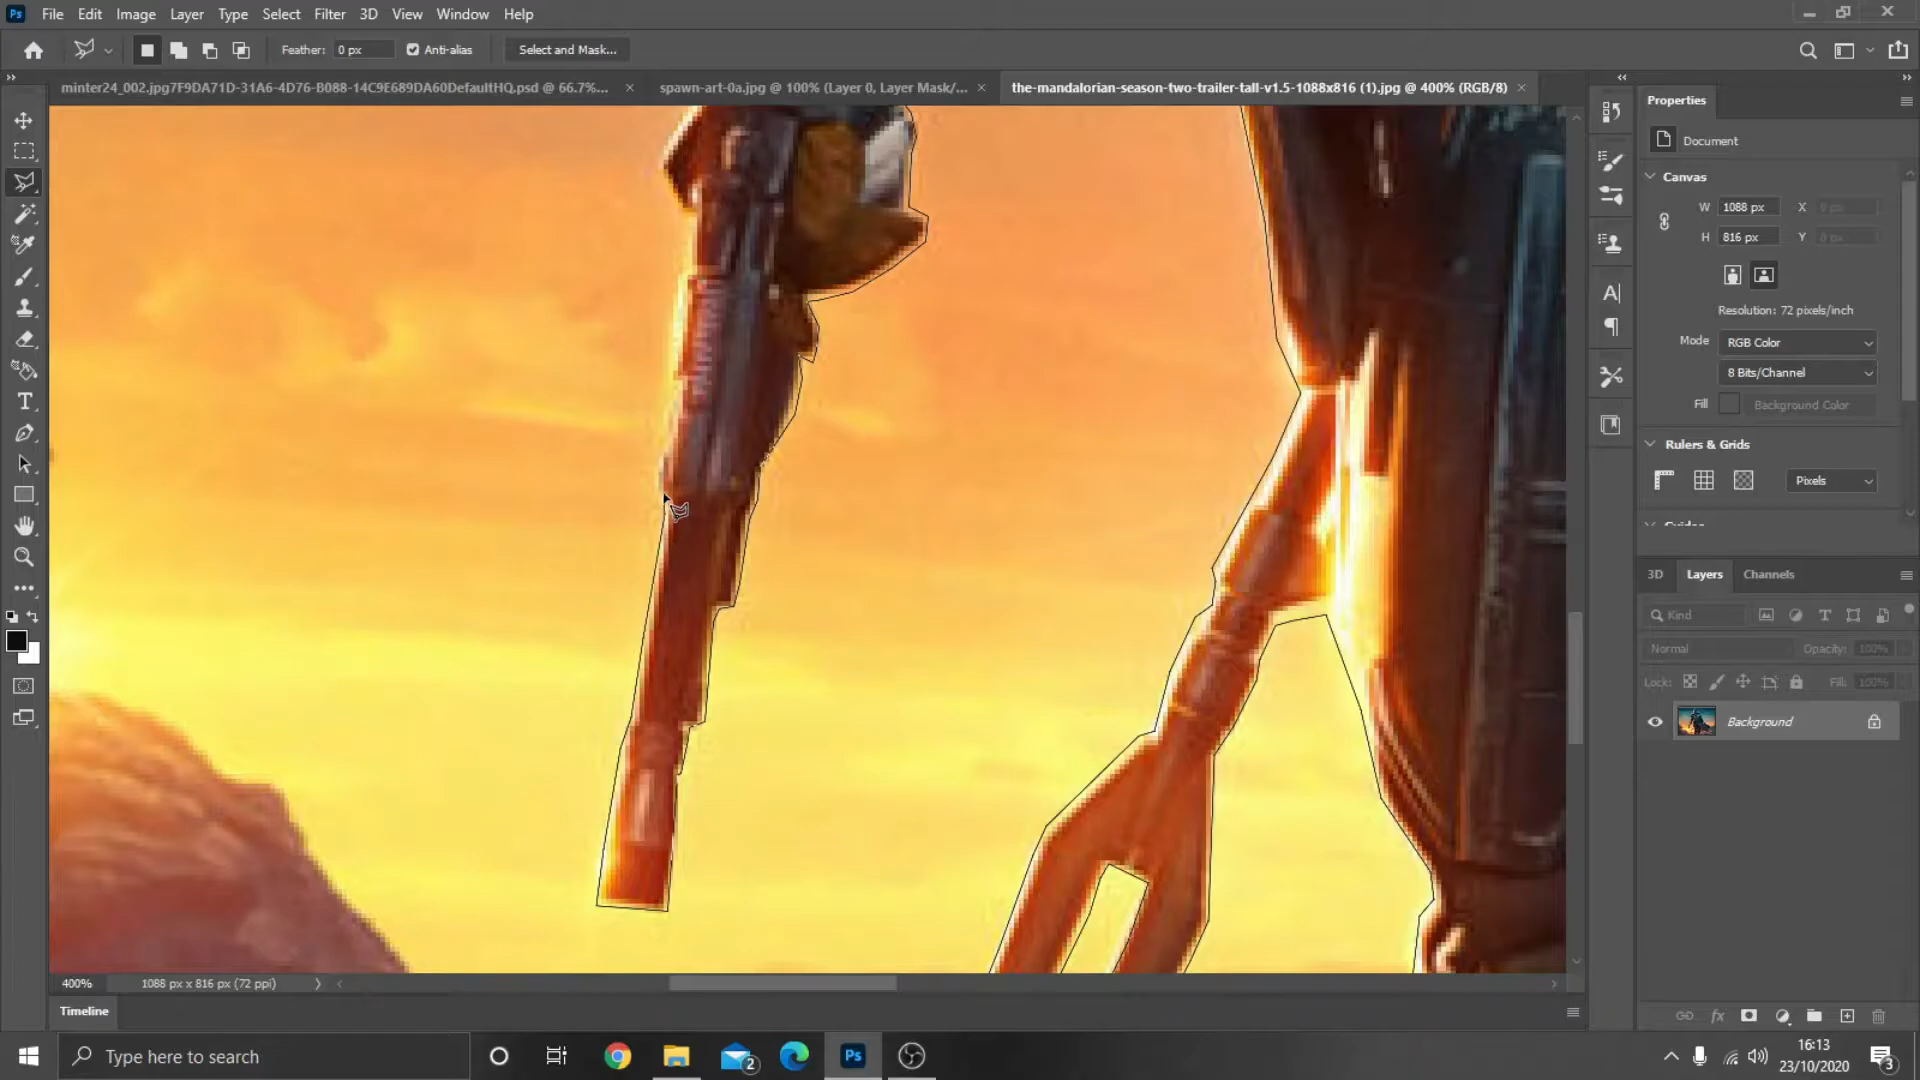 Ps File Edit Image Layer Type Select Filter 3D View Window Help
Feather: 0 px Anti-alias Select and Mask...
minter24_002.jpg7F9DA71D-31A6-4D76-B088-14C9E689DA60DefaultHQ.psd @ 66.7%... × spawn-art-0a.jpg @ 100% (Layer 0, Layer Mask/... × the-mandalorian-season-two-trailer-tall-v1.5-1088x816 (1).jpg @ 400% (RGB/8) ×
Properties
Document
Canvas
W 1088 px X 0 px
H 816 px Y 0 px
Resolution: 72 pixels/inch
Mode RGB Color
8 Bits/Channel
Fill Background Color
Rulers & Grids
Pixels
Guides
3D Layers Channels
Kind
Normal Opacity: 100%
Lock: Fill: 100%
Background
400% 1088 px x 816 px (72 ppi)
Timeline
Type here to search
2
Ps
16:13
23/10/2020
3